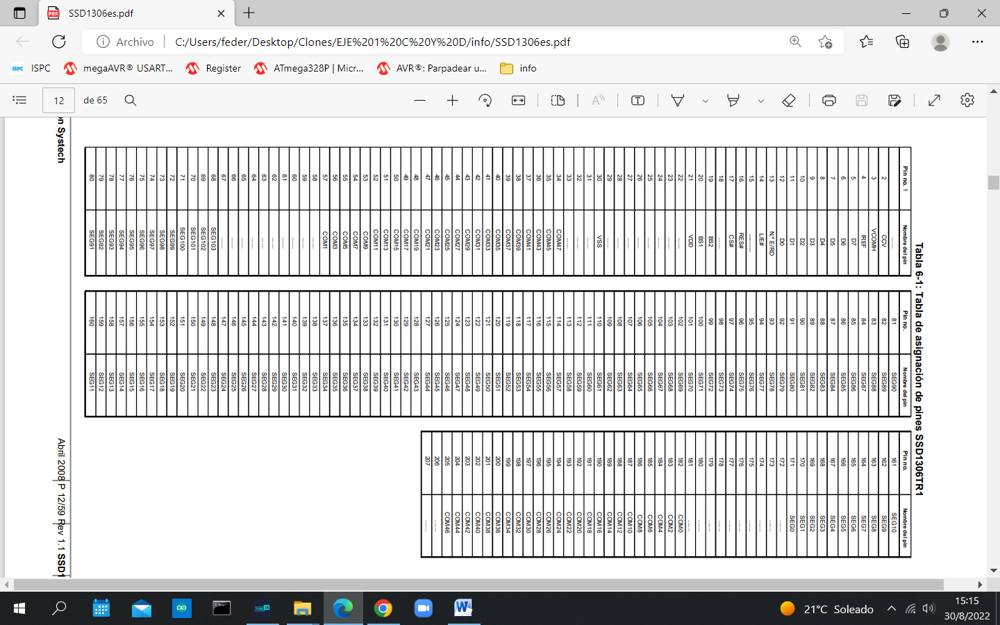 SSD1306es.pdf
Archivo C:/Users/feder/Desktop/Clones/EJE%201%20C%20Y%20D/info/SSD1306es.pdf
ISPC megaAVR® USART... Register ATmega328P | Micr... AVR®: Parpadear u... info
12 de 65
Tabla 6-1: Tabla de asignación de pines SSD1306TR1
Pin no. 1 Nombre del pin
-----
2 CCV
3 VCOMH
4 IREF
5 D7
6 D6
7 D5
8 D4
9 D3
10 D2
11 D1
12 D0
13 N.º E/RD
14 L/E#
15 -----
16 RES#
17 CS#
18 -----
19 BS2
20 BS1
21 VDD
22 -----
23 -----
24 -----
25 -----
26 -----
27 -----
28 -----
29 -----
30 VSS
31 -----
32 -----
33 -----
34 COM47
35 COM45
36 COM43
37 COM41
38 COM39
39 COM37
40 COM35
41 COM33
42 COM31
43 COM29
44 COM27
45 COM25
46 COM23
47 COM21
48 COM19
49 COM17
50 COM15
51 COM13
52 COM11
53 COM9
54 COM7
55 COM5
56 COM3
57 COM1
58 -----
59 -----
60 -----
61 -----
62 -----
63 -----
64 -----
65 -----
66 -----
67 -----
68 SEG103
69 SEG102
70 SEG101
71 SEG100
72 SEG99
73 SEG98
74 SEG97
75 SEG96
76 SEG95
77 SEG94
78 SEG93
79 SEG92
80 SEG91
Pin no. Nombre del pin
81 SEG90
82 SEG89
83 SEG88
84 SEG87
85 SEG86
86 SEG85
87 SEG84
88 SEG83
89 SEG82
90 SEG81
91 SEG80
92 SEG79
93 SEG78
94 SEG77
95 SEG76
96 SEG75
97 SEG74
98 SEG73
99 SEG72
100 SEG71
101 SEG70
102 SEG69
103 SEG68
104 SEG67
105 SEG66
106 SEG65
107 SEG64
108 SEG63
109 SEG62
110 SEG61
111 SEG60
112 SEG59
113 SEG58
114 SEG57
115 SEG56
116 SEG55
117 SEG54
118 SEG53
119 SEG52
120 SEG51
121 SEG50
122 SEG49
123 SEG48
124 SEG47
125 SEG46
126 SEG45
127 SEG44
128 SEG43
129 SEG42
130 SEG41
131 SEG40
132 SEG39
133 SEG38
134 SEG37
135 SEG36
136 SEG35
137 SEG34
138 SEG33
139 SEG32
140 SEG31
141 SEG30
142 SEG29
143 SEG28
144 SEG27
145 SEG26
146 SEG25
147 SEG24
148 SEG23
149 SEG22
150 SEG21
151 SEG20
152 SEG19
153 SEG18
154 SEG17
155 SEG16
156 SEG15
157 SEG14
158 SEG13
159 SEG12
160 SEG11
Pin no. Nombre del pin
161 SEG10
162 SEG9
163 SEG8
164 SEG7
165 SEG6
166 SEG5
167 SEG4
168 SEG3
169 SEG2
170 SEG1
171 SEG0
172 -----
173 -----
174 -----
175 -----
176 -----
177 -----
178 -----
179 -----
180 -----
181 -----
182 COM0
183 COM2
184 COM4
185 COM6
186 COM8
187 COM10
188 COM12
189 COM14
190 COM16
191 COM18
192 COM20
193 COM22
194 COM24
195 COM26
196 COM28
197 COM30
198 COM32
199 COM34
200 COM36
201 COM38
202 COM40
203 COM42
204 COM44
205 COM46
206 -----
207 -----
n Systech
Abril 2008 P 12/59 Rev 1.1 SSD1
21°C Soleado
15:15
30/8/2022